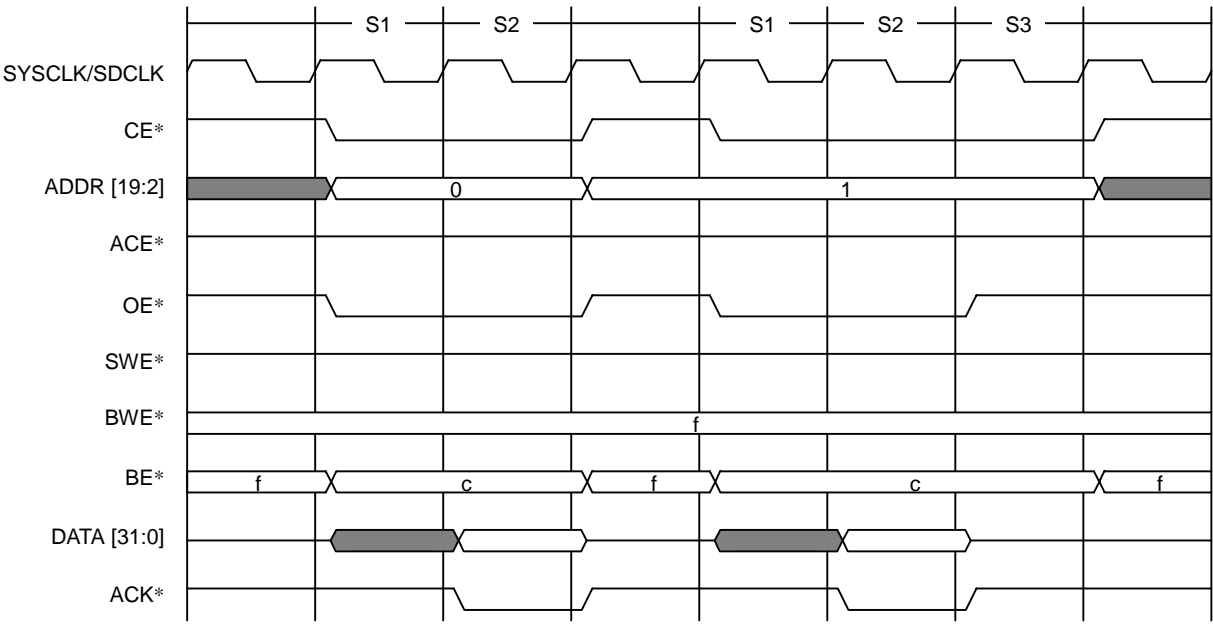 S1 S2 S1 S2 S3
SYSCLK/SDCLK
CE*
ADDR [19:2] 0 1
ACE*
OE*
SWE*
BWE* f
BE* f c f c f
DATA [31:0]
ACK*